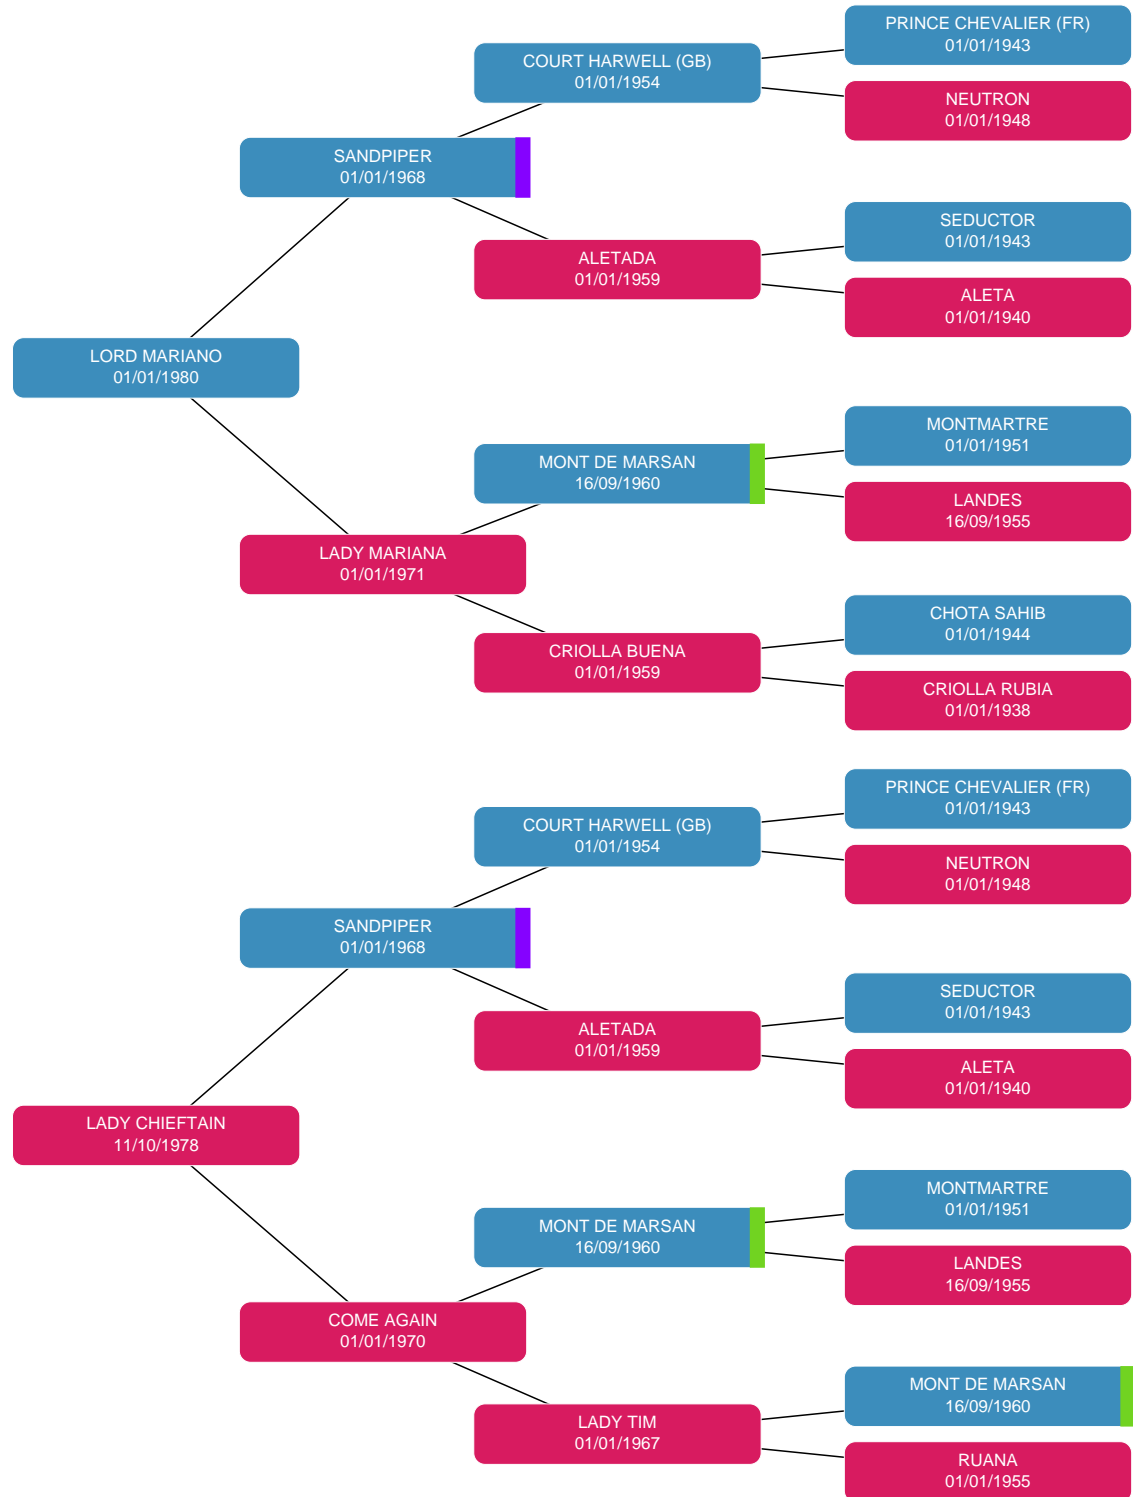 PRINCE CHEVALIER (FR)
01/01/1943
COURT HARWELL (GB)
01/01/1954
NEUTRON
01/01/1948
SANDPIPER
01/01/1968
SEDUCTOR
01/01/1943
ALETADA
01/01/1959
ALETA
01/01/1940
LORD MARIANO
01/01/1980
MONTMARTRE
01/01/1951
MONT DE MARSAN
16/09/1960
LANDES
16/09/1955
LADY MARIANA
01/01/1971
CHOTA SAHIB
01/01/1944
CRIOLLA BUENA
01/01/1959
CRIOLLA RUBIA
01/01/1938
PRINCE CHEVALIER (FR)
01/01/1943
COURT HARWELL (GB)
01/01/1954
NEUTRON
01/01/1948
SANDPIPER
01/01/1968
SEDUCTOR
01/01/1943
ALETADA
01/01/1959
ALETA
01/01/1940
LADY CHIEFTAIN
11/10/1978
MONTMARTRE
01/01/1951
MONT DE MARSAN
16/09/1960
LANDES
16/09/1955
COME AGAIN
01/01/1970
MONT DE MARSAN
16/09/1960
LADY TIM
01/01/1967
RUANA
01/01/1955